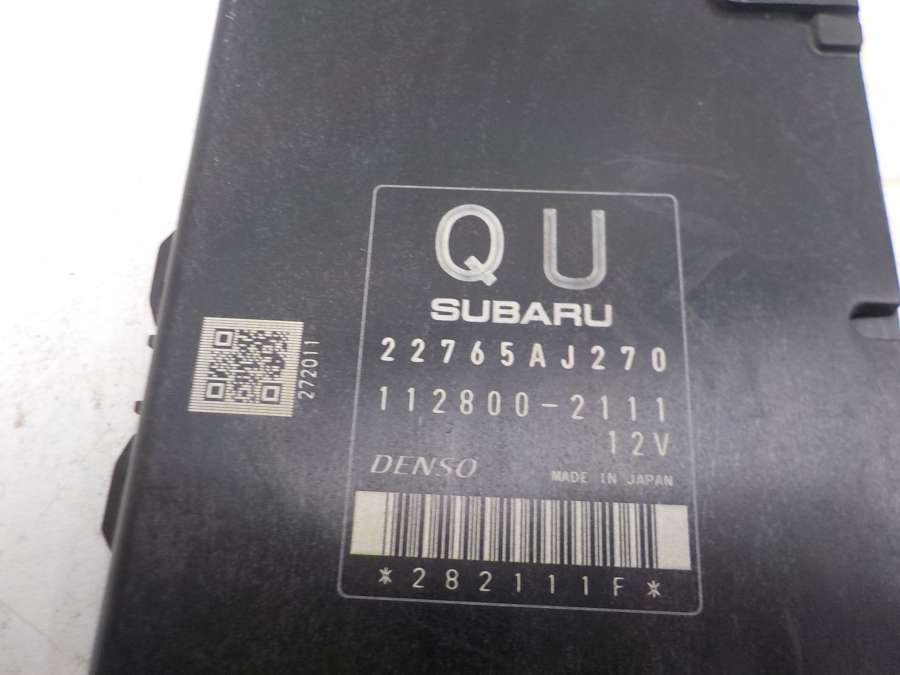 QU
SUBARU
22765AJ270
112800-2111
12V
DENSO
MADE IN JAPAN
*282111F*
272011